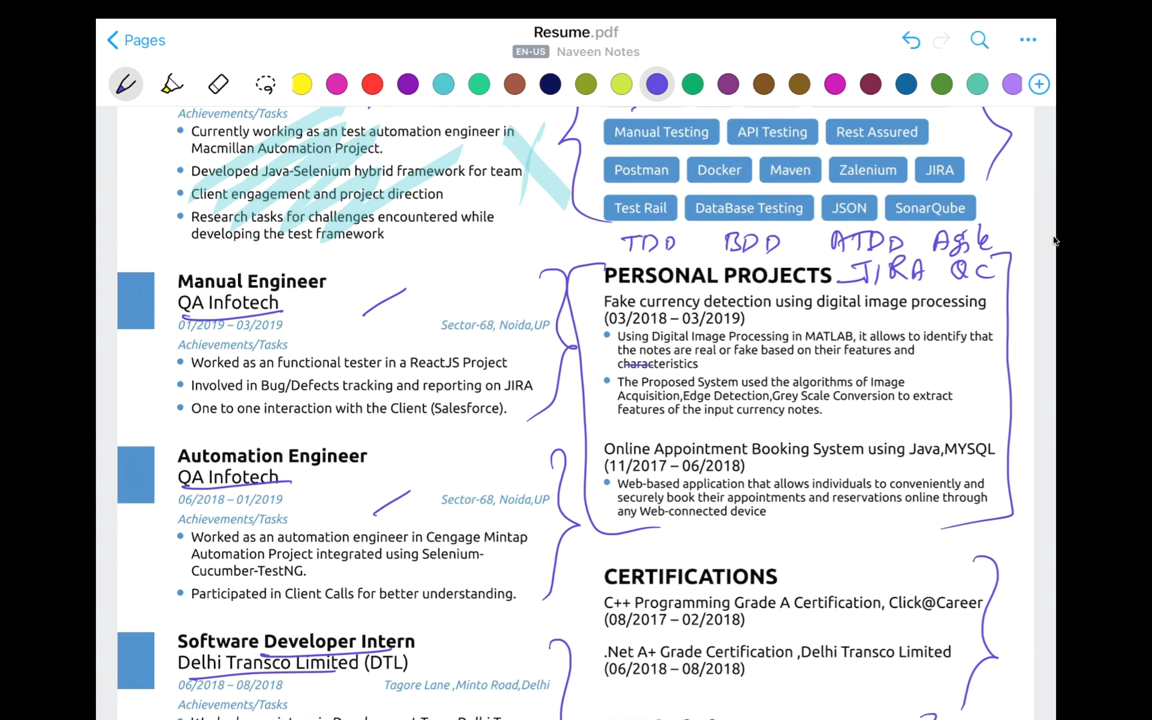 Pages
Resume.pdf
EN-US Naveen Notes
Achievements/Tasks
Currently working as an test automation engineer in
Macmillan Automation Project.
Developed Java-Selenium hybrid framework for team
Client engagement and project direction
Research tasks for challenges encountered while
developing the test framework
Manual Engineer
QA Infotech
01/2019 – 03/2019 Sector-68, Noida,UP
Achievements/Tasks
Worked as an functional tester in a ReactJS Project
Involved in Bug/Defects tracking and reporting on JIRA
One to one interaction with the Client (Salesforce).
Automation Engineer
QA Infotech
06/2018 – 01/2019 Sector-68, Noida,UP
Achievements/Tasks
Worked as an automation engineer in Cengage Mintap
Automation Project integrated using Selenium-
Cucumber-TestNG.
Participated in Client Calls for better understanding.
Software Developer Intern
Delhi Transco Limited (DTL)
06/2018 – 08/2018 Tagore Lane ,Minto Road,Delhi
Achievements/Tasks
Manual Testing API Testing Rest Assured
Postman Docker Maven Zalenium JIRA
Test Rail DataBase Testing JSON SonarQube
TDD BDD ATDD Agile
JIRA QC
PERSONAL PROJECTS
Fake currency detection using digital image processing
(03/2018 – 03/2019)
Using Digital Image Processing in MATLAB, it allows to identify that
the notes are real or fake based on their features and
characteristics
The Proposed System used the algorithms of Image
Acquisition,Edge Detection,Grey Scale Conversion to extract
features of the input currency notes.
Online Appointment Booking System using Java,MYSQL
(11/2017 – 06/2018)
Web-based application that allows individuals to conveniently and
securely book their appointments and reservations online through
any Web-connected device
CERTIFICATIONS
C++ Programming Grade A Certification, Click@Career
(08/2017 – 02/2018)
.Net A+ Grade Certification ,Delhi Transco Limited
(06/2018 – 08/2018)